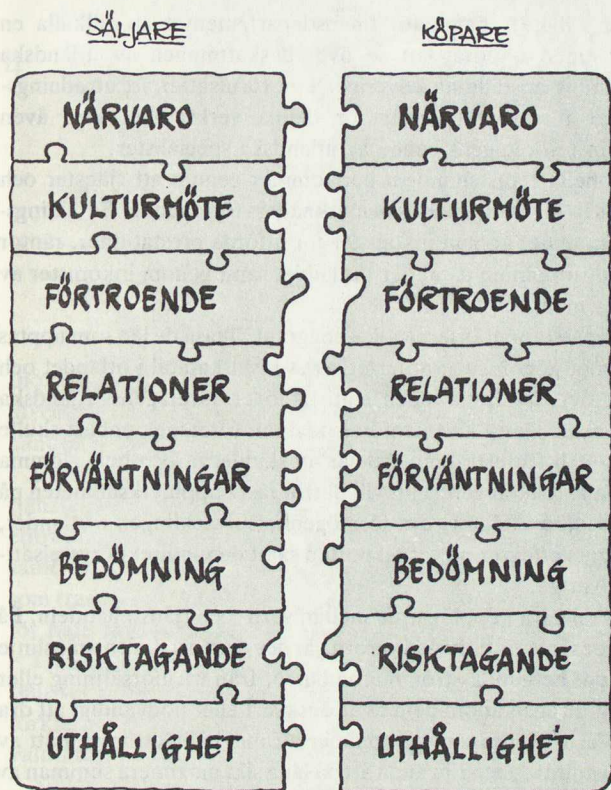 SÄLJARE
NÄRVARO
KULTURMÖTE
FÖRTROENDE
RELATIONER
FÖRVÄNTNINGAR
BEDÖMNING
RISKTAGANDE
UTHÅLLIGHET
KÖPARE
NÄRVARO
KULTURMÖTE
FÖRTROENDE
RELATIONER
FÖRVÄNTNINGAR
BEDÖMNING
RISKTAGANDE
UTHÅLLIGHET